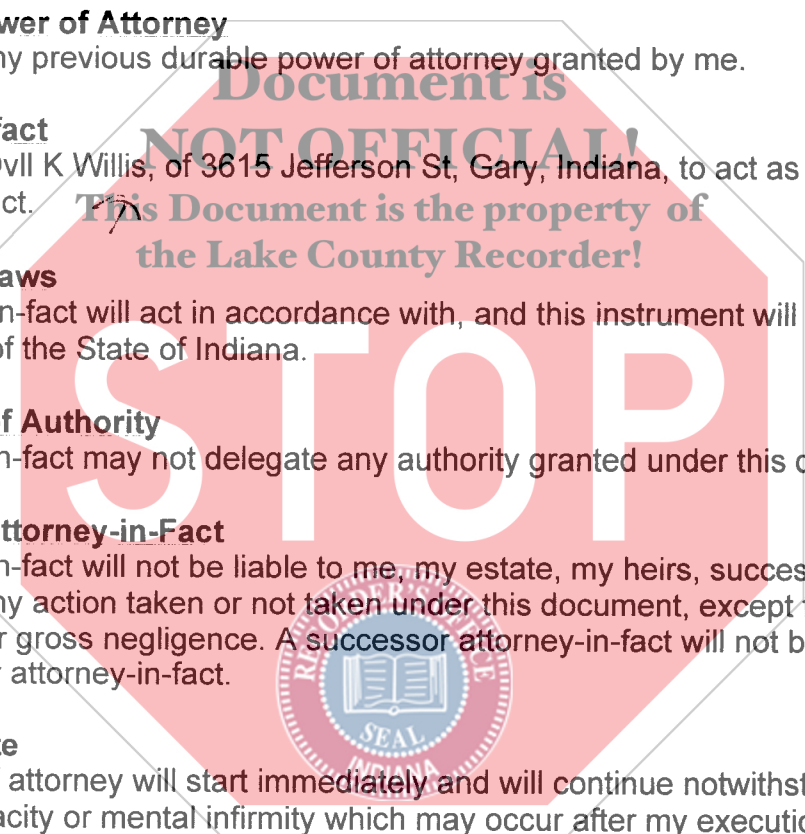 wer of Attorney
ny previous durable power of attorney granted by me.
Document is
fact
NOT OFFICIAL!
ovll K Willis, of 3615 Jefferson St, Gary, Indiana, to act as
ct.
This Document is the property of
the Lake County Recorder!
aws
n-fact will act in accordance with, and this instrument will
of the State of Indiana.
STOP
f Authority
n-fact may not delegate any authority granted under this d
ttorney-in-Fact
n-fact will not be liable to me, my estate, my heirs, succes
ny action taken or not taken under this document, except
r gross negligence. A successor attorney-in-fact will not b
r attorney-in-fact.
RECORDER'S OFFICE
SEAL
INDIANA
te
f attorney will start immediately and will continue notwithst
acity or mental infirmity which may occur after my executio